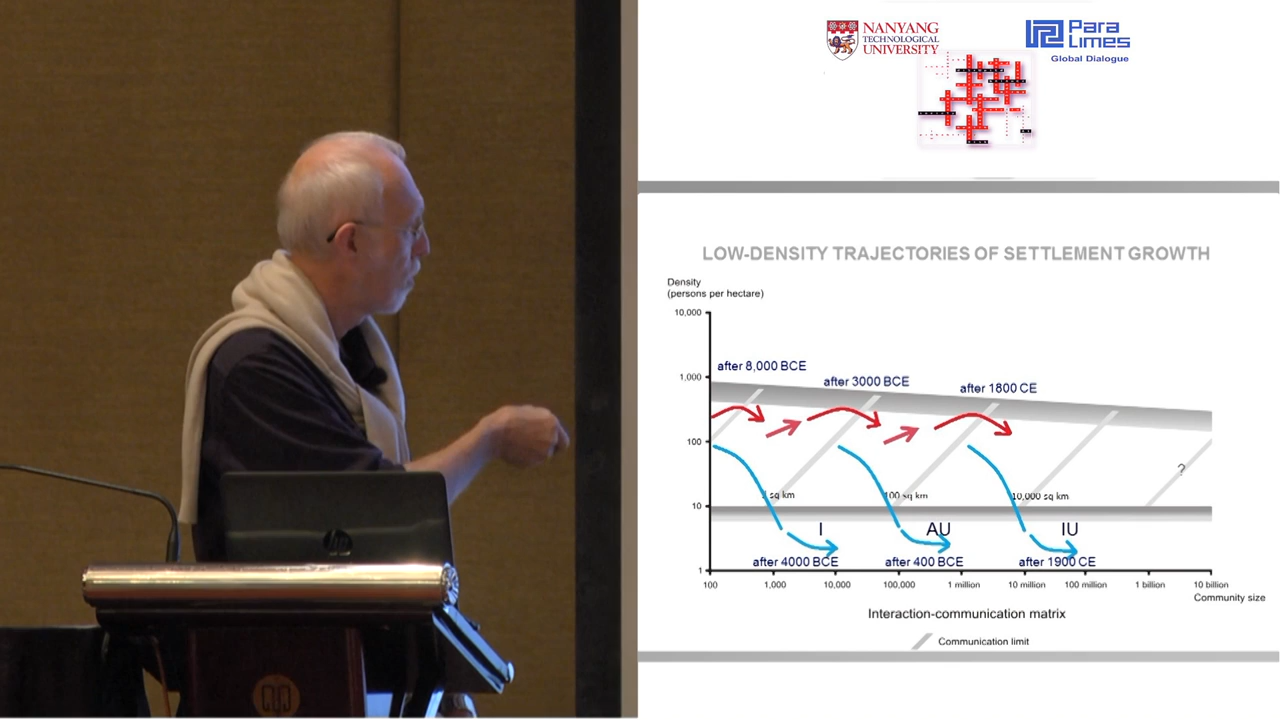 NANYANG
TECHNOLOGICAL
UNIVERSITY
Para
Limes
Global Dialogue
LOW-DENSITY TRAJECTORIES OF SETTLEMENT GROWTH
Density
(persons per hectare)
10,000
1,000
100
10
1
after 8,000 BCE
after 3000 BCE
after 1800 CE
?
sq km
100 sq km
10,000 sq km
I
AU
IU
after 4000 BCE
after 400 BCE
after 1900 CE
100
1,000
10,000
100,000
1 million
10 million
100 million
1 billion
10 billion
Community size
Interaction-communication matrix
Communication limit
hp